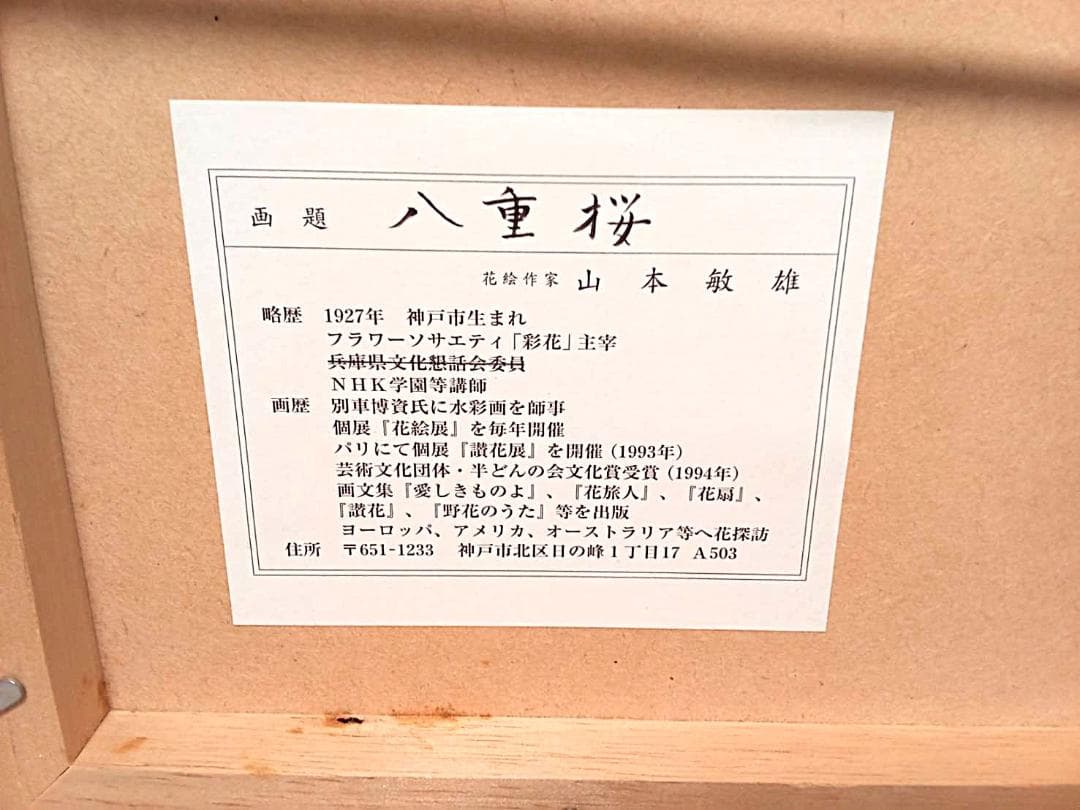 画題 八重桜
花絵作家 山本敏雄
略歴 1927年 神戸市生まれ
フラワーソサエティ「彩花」主宰
兵庫県文化懇話会委員
NHK学園等講師
画歴 別車博資氏に水彩画を師事
個展『花絵展』を毎年開催
パリにて個展『讃花展』を開催(1993年)
芸術文化団体・半どんの会文化賞受賞(1994年)
画文集『愛しきものよ』、『花旅人』、『花扇』、
『讃花』、『野花のうた』等を出版
ヨーロッパ、アメリカ、オーストラリア等へ花探訪
住所 〒651-1233 神戸市北区日の峰1丁目17 A503